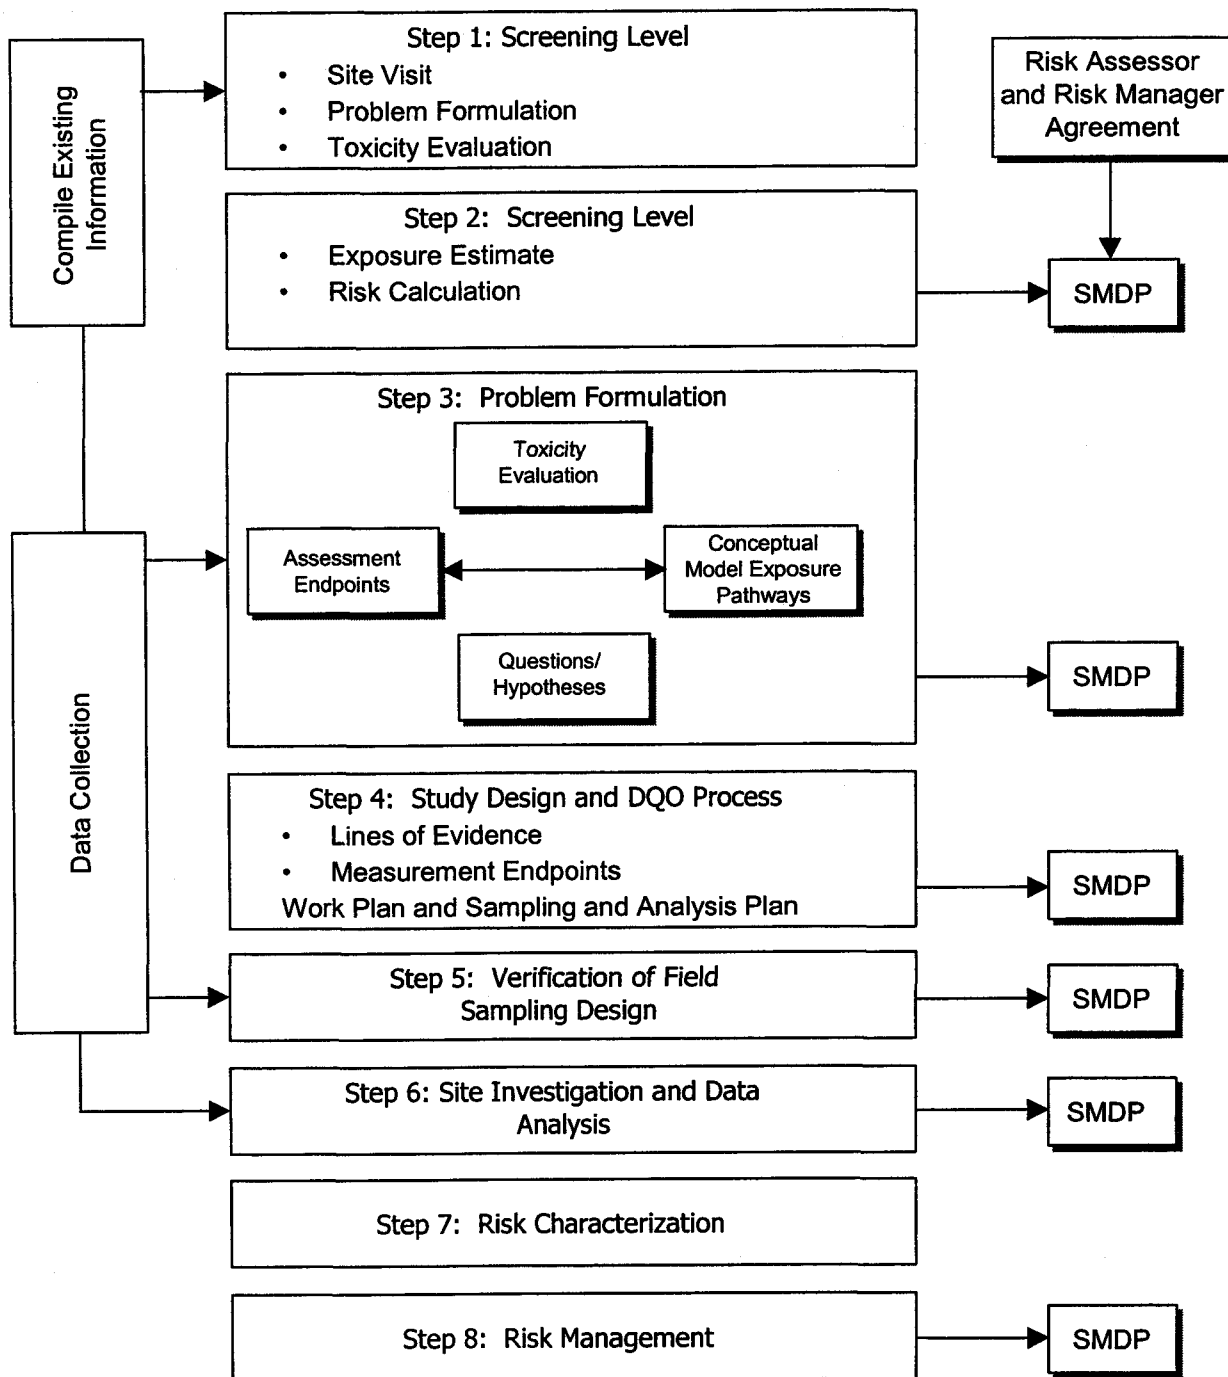 Compile Existing
Information
Step 1: Screening Level
• Site Visit
• Problem Formulation
• Toxicity Evaluation
Risk Assessor
and Risk Manager
Agreement
Step 2: Screening Level
• Exposure Estimate
• Risk Calculation
SMDP
Data Collection
Step 3: Problem Formulation
Toxicity
Evaluation
Assessment
Endpoints
Conceptual
Model Exposure
Pathways
Questions/
Hypotheses
SMDP
Step 4: Study Design and DQO Process
• Lines of Evidence
• Measurement Endpoints
Work Plan and Sampling and Analysis Plan
SMDP
Step 5: Verification of Field
Sampling Design
SMDP
Step 6: Site Investigation and Data
Analysis
SMDP
Step 7: Risk Characterization
Step 8: Risk Management
SMDP